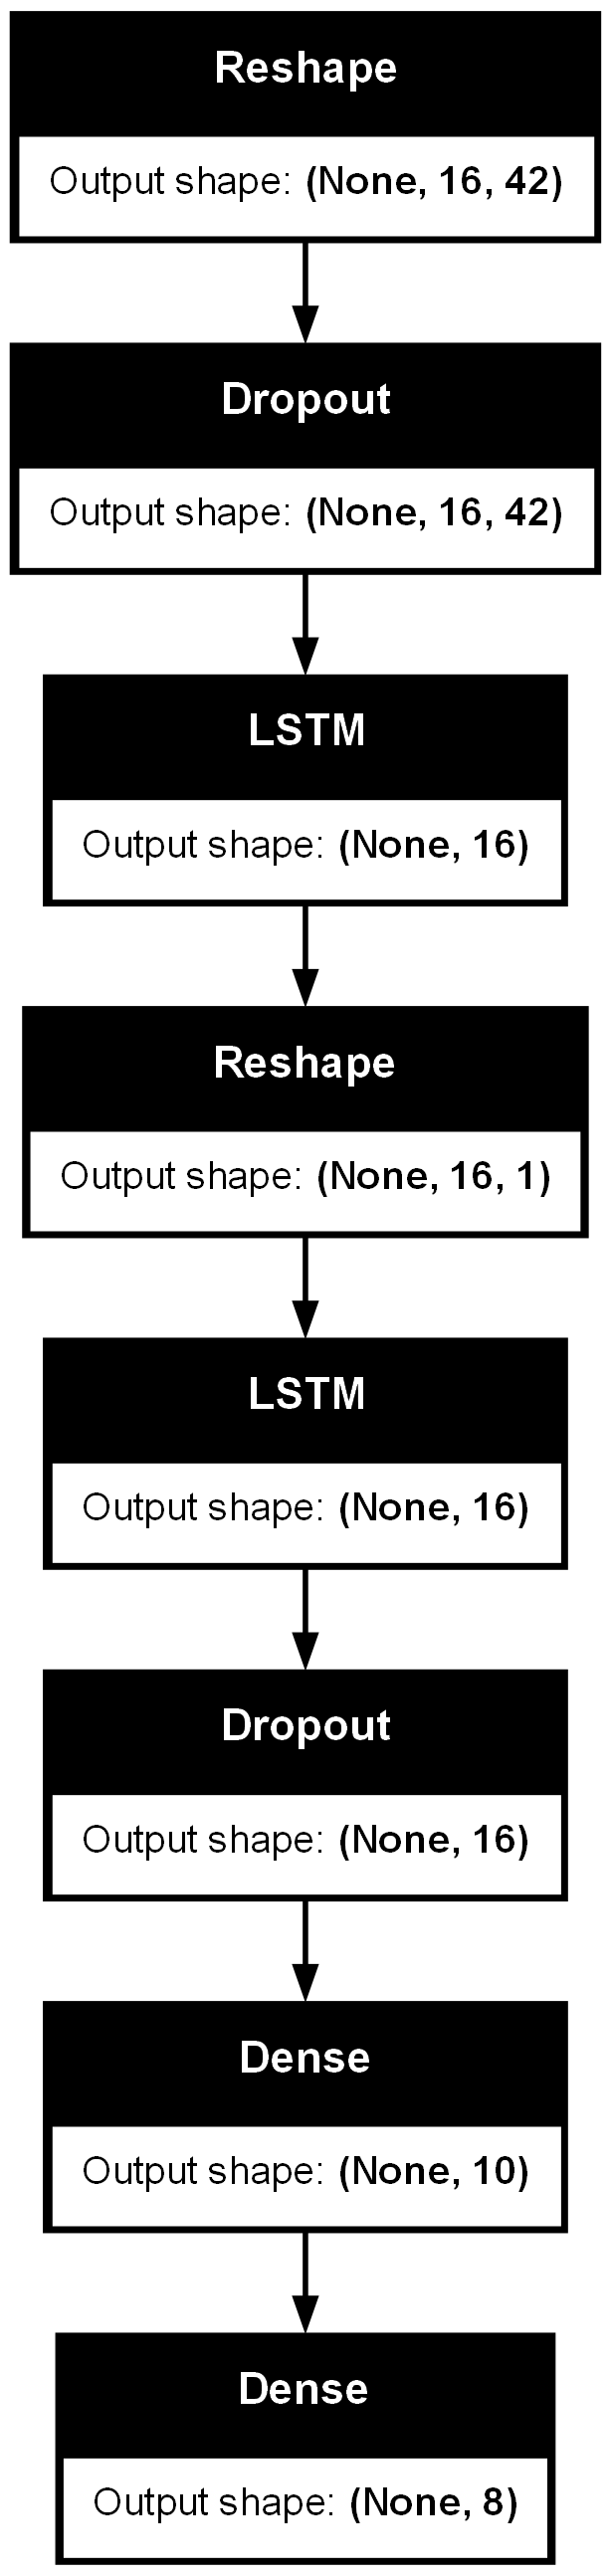 Reshape
Output shape: (None, 16, 42)
Dropout
Output shape: (None, 16, 42)
LSTM
Output shape: (None, 16)
Reshape
Output shape: (None, 16, 1)
LSTM
Output shape: (None, 16)
Dropout
Output shape: (None, 16)
Dense
Output shape: (None, 10)
Dense
Output shape: (None, 8)